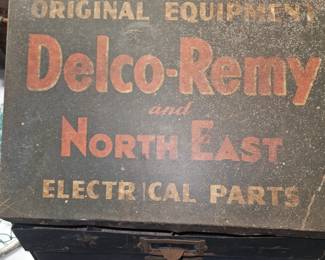 ORIGINAL EQUIPMENT
Delco-Remy
and
NORTH EAST
ELECTRICAL PARTS